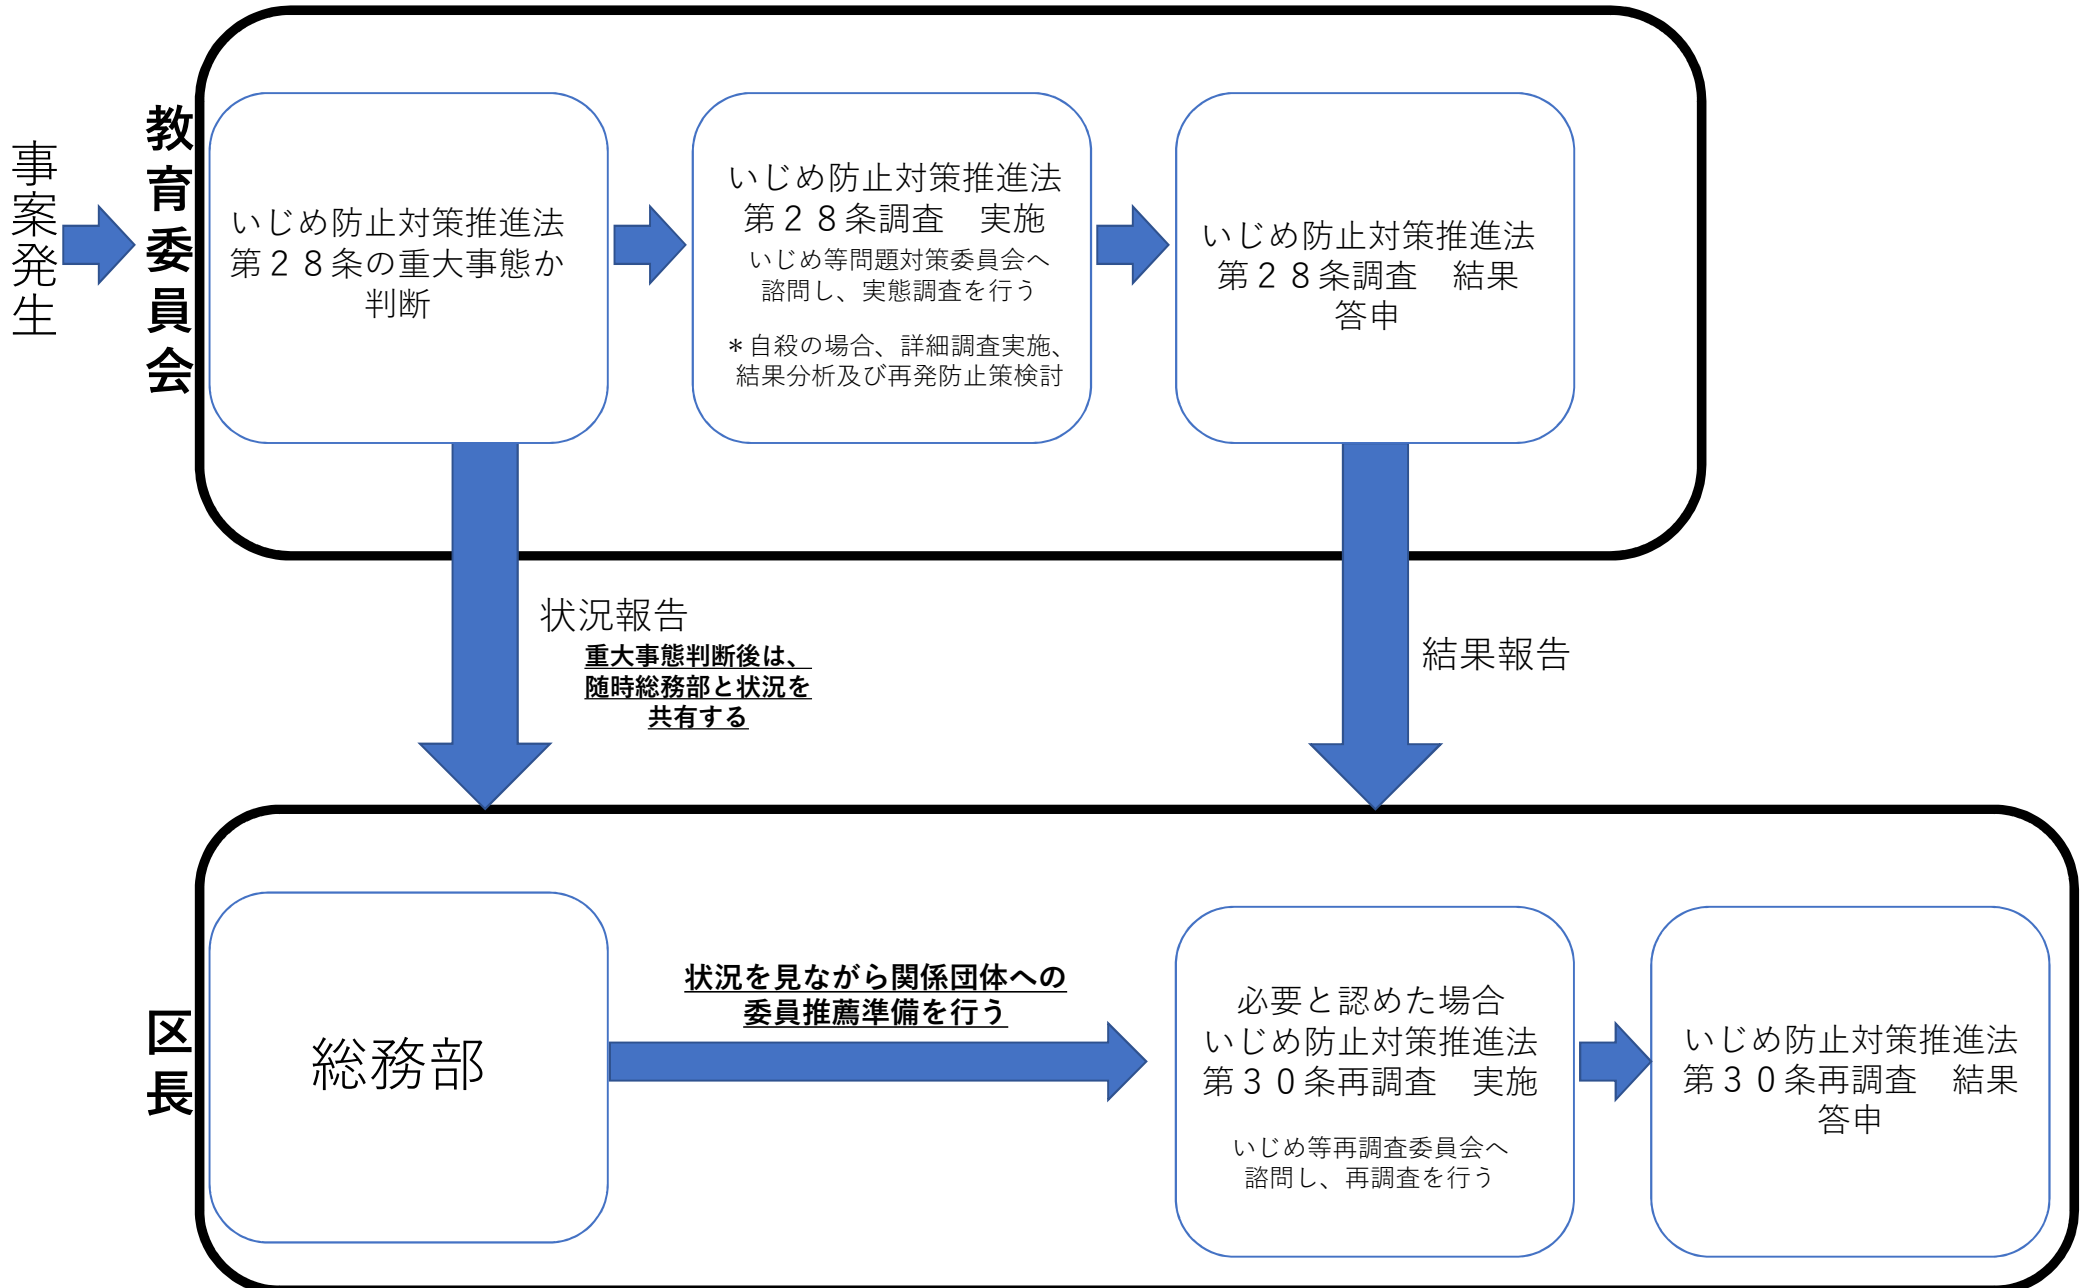 事案発生
教育委員会
いじめ防止対策推進法
第２８条の重大事態か
判断
いじめ防止対策推進法
第２８条調査　実施
いじめ等問題対策委員会へ
諮問し、実態調査を行う
＊自殺の場合、詳細調査実施、
結果分析及び再発防止策検討
いじめ防止対策推進法
第２８条調査　結果
答申
状況報告
重大事態判断後は、
随時総務部と状況を
共有する
結果報告
区長
総務部
状況を見ながら関係団体への
委員推薦準備を行う
必要と認めた場合
いじめ防止対策推進法
第３０条再調査　実施
いじめ等再調査委員会へ
諮問し、再調査を行う
いじめ防止対策推進法
第３０条再調査　結果
答申